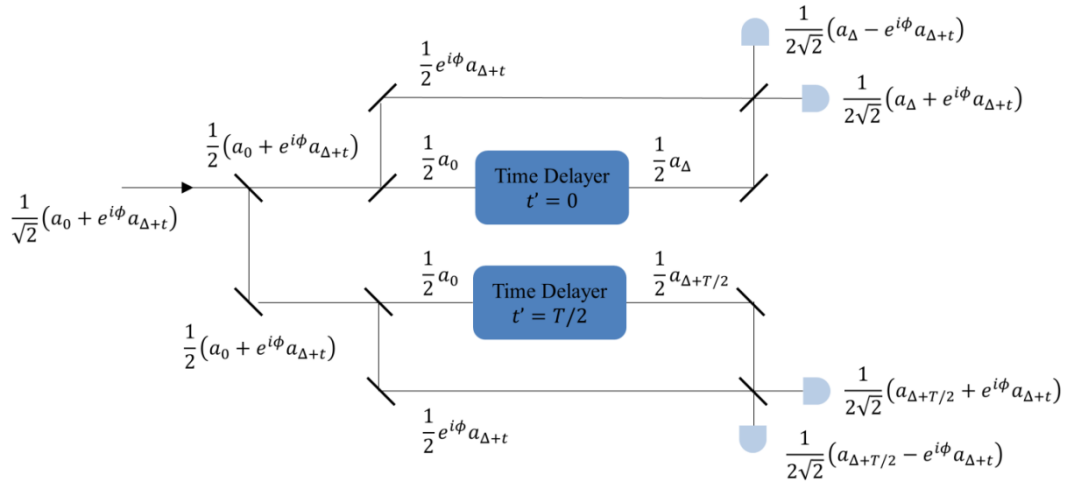 1/(2√2) (a_Δ − e^{iϕ} a_{Δ+t})
1/2 e^{iϕ} a_{Δ+t}
1/(2√2) (a_Δ + e^{iϕ} a_{Δ+t})
1/2 (a_0 + e^{iϕ} a_{Δ+t})
1/2 a_0
Time Delayer
t' = 0
1/2 a_Δ
1/√2 (a_0 + e^{iϕ} a_{Δ+t})
1/2 a_0
Time Delayer
t' = T/2
1/2 a_{Δ+T/2}
1/2 (a_0 + e^{iϕ} a_{Δ+t})
1/(2√2) (a_{Δ+T/2} + e^{iϕ} a_{Δ+t})
1/2 e^{iϕ} a_{Δ+t}
1/(2√2) (a_{Δ+T/2} − e^{iϕ} a_{Δ+t})